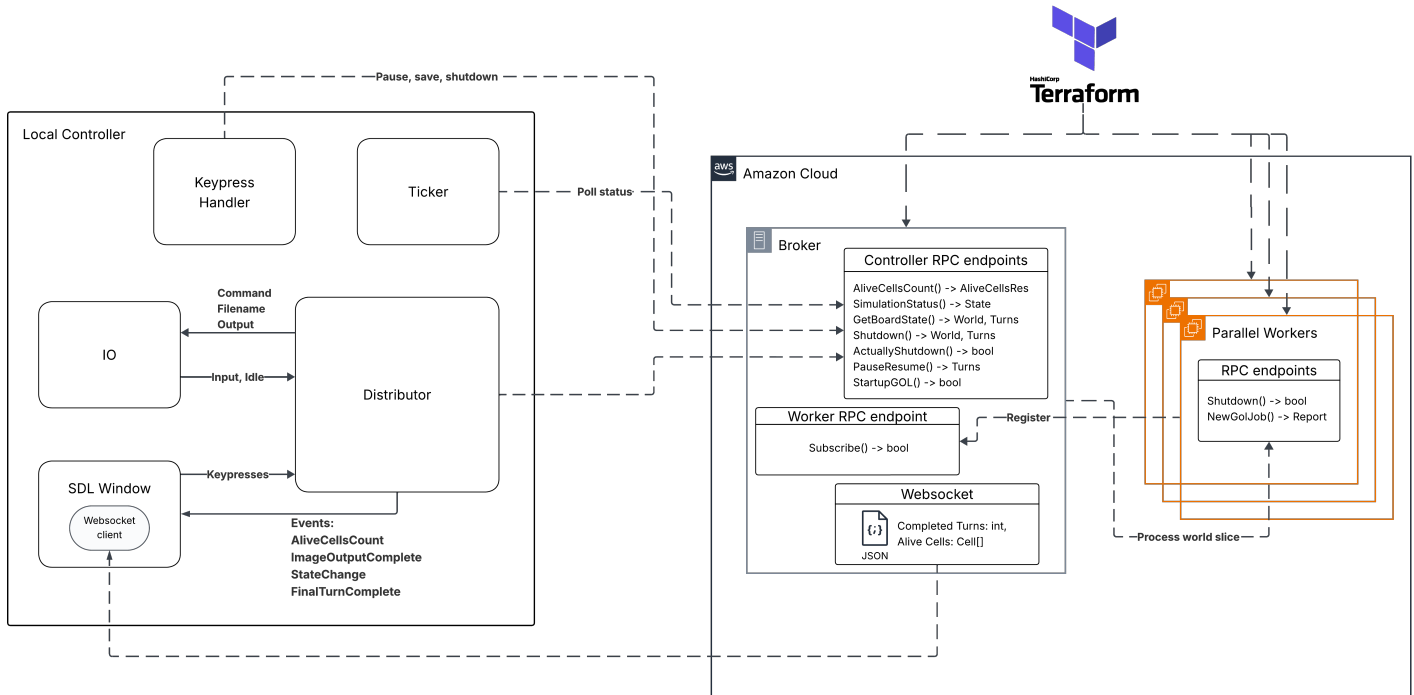 HashiCorp
Terraform
Pause, save, shutdown
Local Controller
Keypress
Handler
Ticker
Poll status
aws
Amazon Cloud
Broker
Controller RPC endpoints
AliveCellsCount() -> AliveCellsRes
SimulationStatus() -> State
GetBoardState() -> World, Turns
Shutdown() -> World, Turns
ActuallyShutdown() -> bool
PauseResume() -> Turns
StartupGOL() -> bool
Command
Filename
Output
IO
Input, Idle
Distributor
Parallel Workers
RPC endpoints
Shutdown() -> bool
NewGolJob() -> Report
Worker RPC endpoint
Subscribe() -> bool
Register
Keypresses
SDL Window
Websocket
client
Events:
AliveCellsCount
ImageOutputComplete
StateChange
FinalTurnComplete
Websocket
{;}
JSON
Completed Turns: int,
Alive Cells: Cell[]
Process world slice